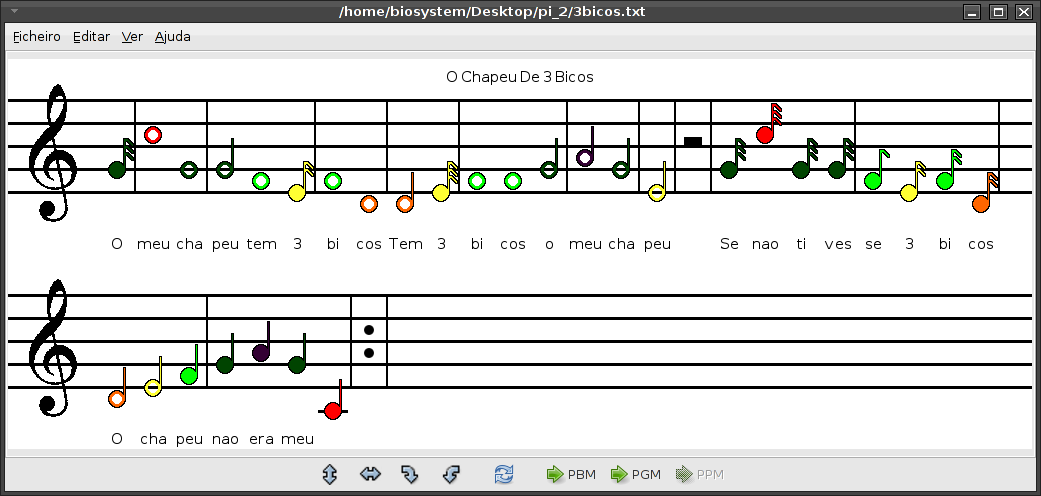 /home/biosystem/Desktop/pi_2/3bicos.txt
Ficheiro Editar Ver Ajuda
O Chapeu De 3 Bicos
O meu cha peu tem 3 bi cos Tem 3 bi cos o meu cha peu Se nao ti ves se 3 bi cos
O cha peu nao era meu
PBM PGM PPM